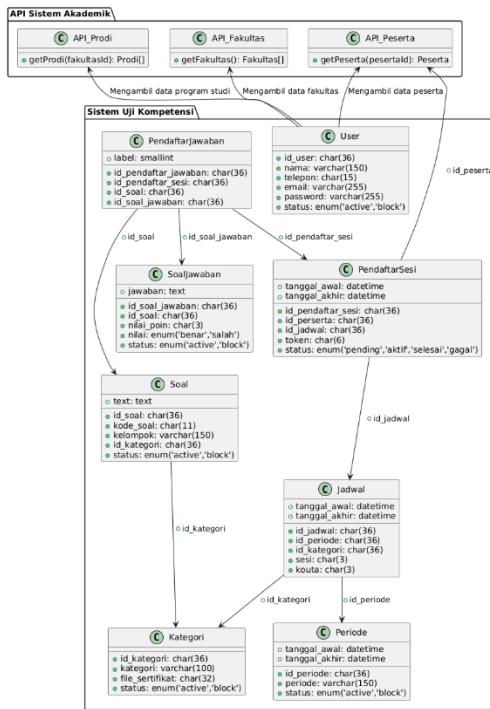 API Sistem Akademik
C API_Prodi
getProdi(fakultasId): Prodi[]
C API_Fakultas
getFakultas(): Fakultas[]
C API_Peserta
getPeserta(pesertaId): Peserta
Mengambil data program studi
Mengambil data fakultas
Mengambil data peserta
Sistem Uji Kompetensi
C PendaftarJawaban
label: smallint
id_pendaftar_jawaban: char(36)
id_pendaftar_sesi: char(36)
id_soal: char(36)
id_soal_jawaban: char(36)
C User
id_user: char(36)
nama: varchar(150)
telepon: char(15)
email: varchar(255)
password: varchar(255)
status: enum('active','block')
id_peserta
id_soal
id_soal_jawaban
id_pendaftar_sesi
C SoalJawaban
jawaban: text
id_soal_jawaban: char(36)
id_soal: char(36)
nilai_poin: char(3)
nilai: enum('benar','salah')
status: enum('active','block')
C PendaftarSesi
tanggal_awal: datetime
tanggal_akhir: datetime
id_pendaftar_sesi: char(36)
id_perserta: char(36)
id_jadwal: char(36)
token: char(6)
status: enum('pending','aktif','selesai','gagal')
C Soal
text: text
id_soal: char(36)
kode_soal: char(11)
kelompok: varchar(150)
id_kategori: char(36)
status: enum('active','block')
id_jadwal
C Jadwal
tanggal_awal: datetime
tanggal_akhir: datetime
id_jadwal: char(36)
id_periode: char(36)
id_kategori: char(36)
sesi: char(3)
kouta: char(3)
id_kategori
id_kategori
id_periode
C Kategori
id_kategori: char(36)
kategori: varchar(100)
file_sertifikat: char(32)
status: enum('active','block')
C Periode
tanggal_awal: datetime
tanggal_akhir: datetime
id_periode: char(36)
periode: varchar(150)
status: enum('active','block')